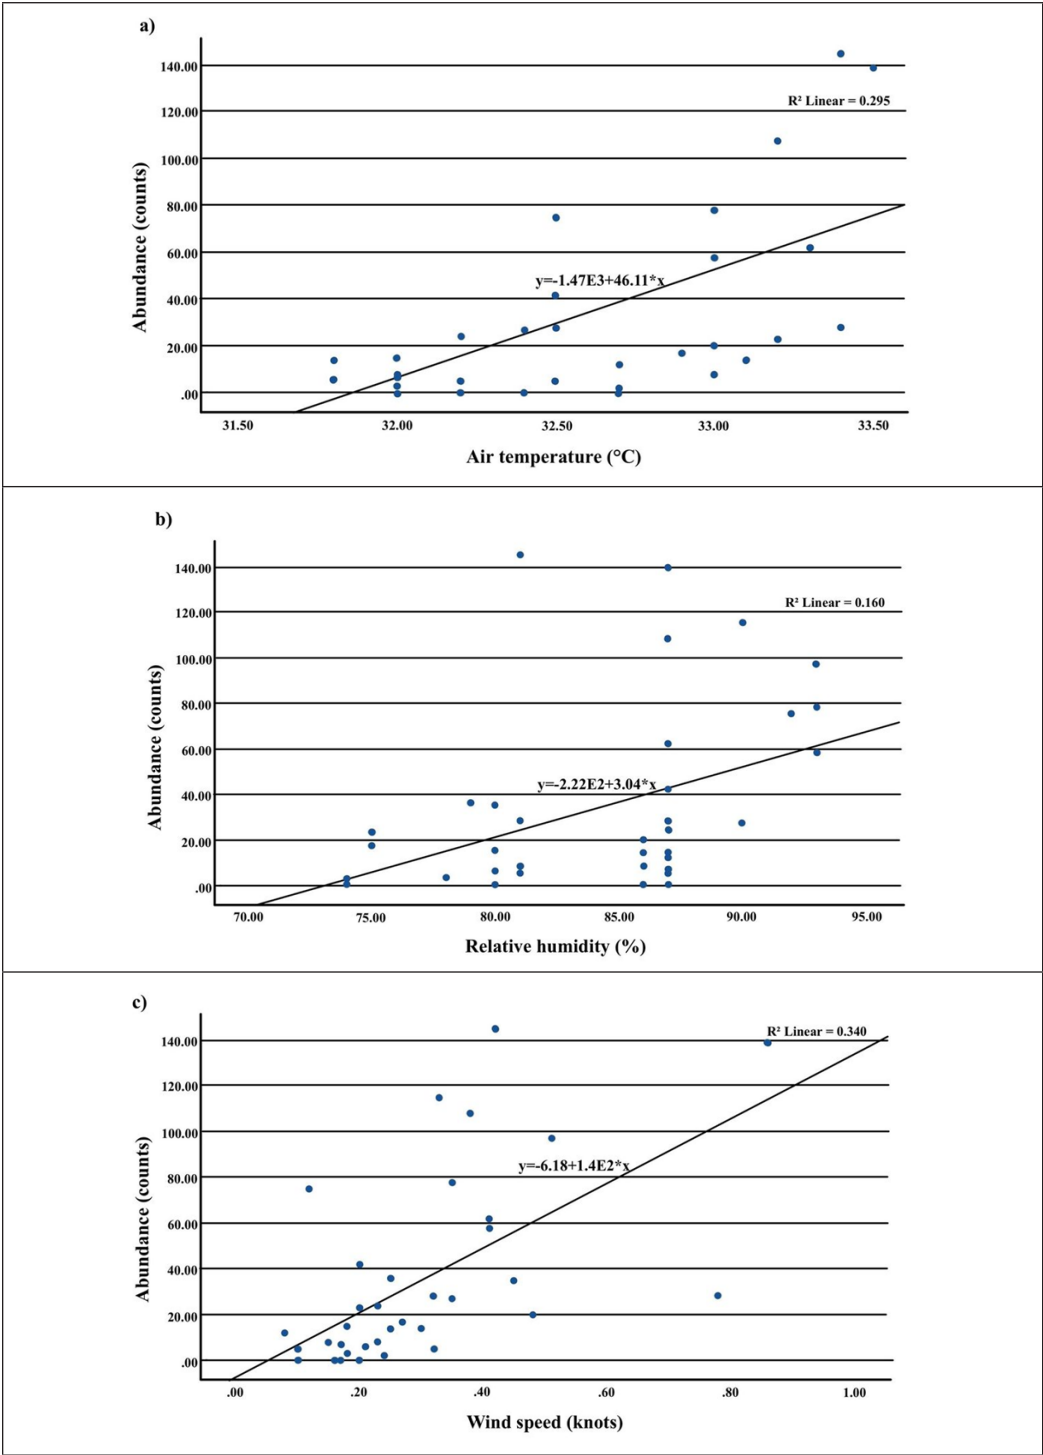 a)
140.00
R² Linear = 0.295
120.00
100.00
80.00
60.00
y=-1.47E3+46.11*x
40.00
20.00
.00
31.50 32.00 32.50 33.00 33.50
Abundance (counts)
Air temperature (°C)
b)
140.00
R² Linear = 0.160
120.00
100.00
80.00
60.00
y=-2.22E2+3.04*x
40.00
20.00
.00
70.00 75.00 80.00 85.00 90.00 95.00
Abundance (counts)
Relative humidity (%)
c)
R² Linear = 0.340
140.00
120.00
100.00
y=-6.18+1.4E2*x
80.00
60.00
40.00
20.00
.00
.00 .20 .40 .60 .80 1.00
Abundance (counts)
Wind speed (knots)